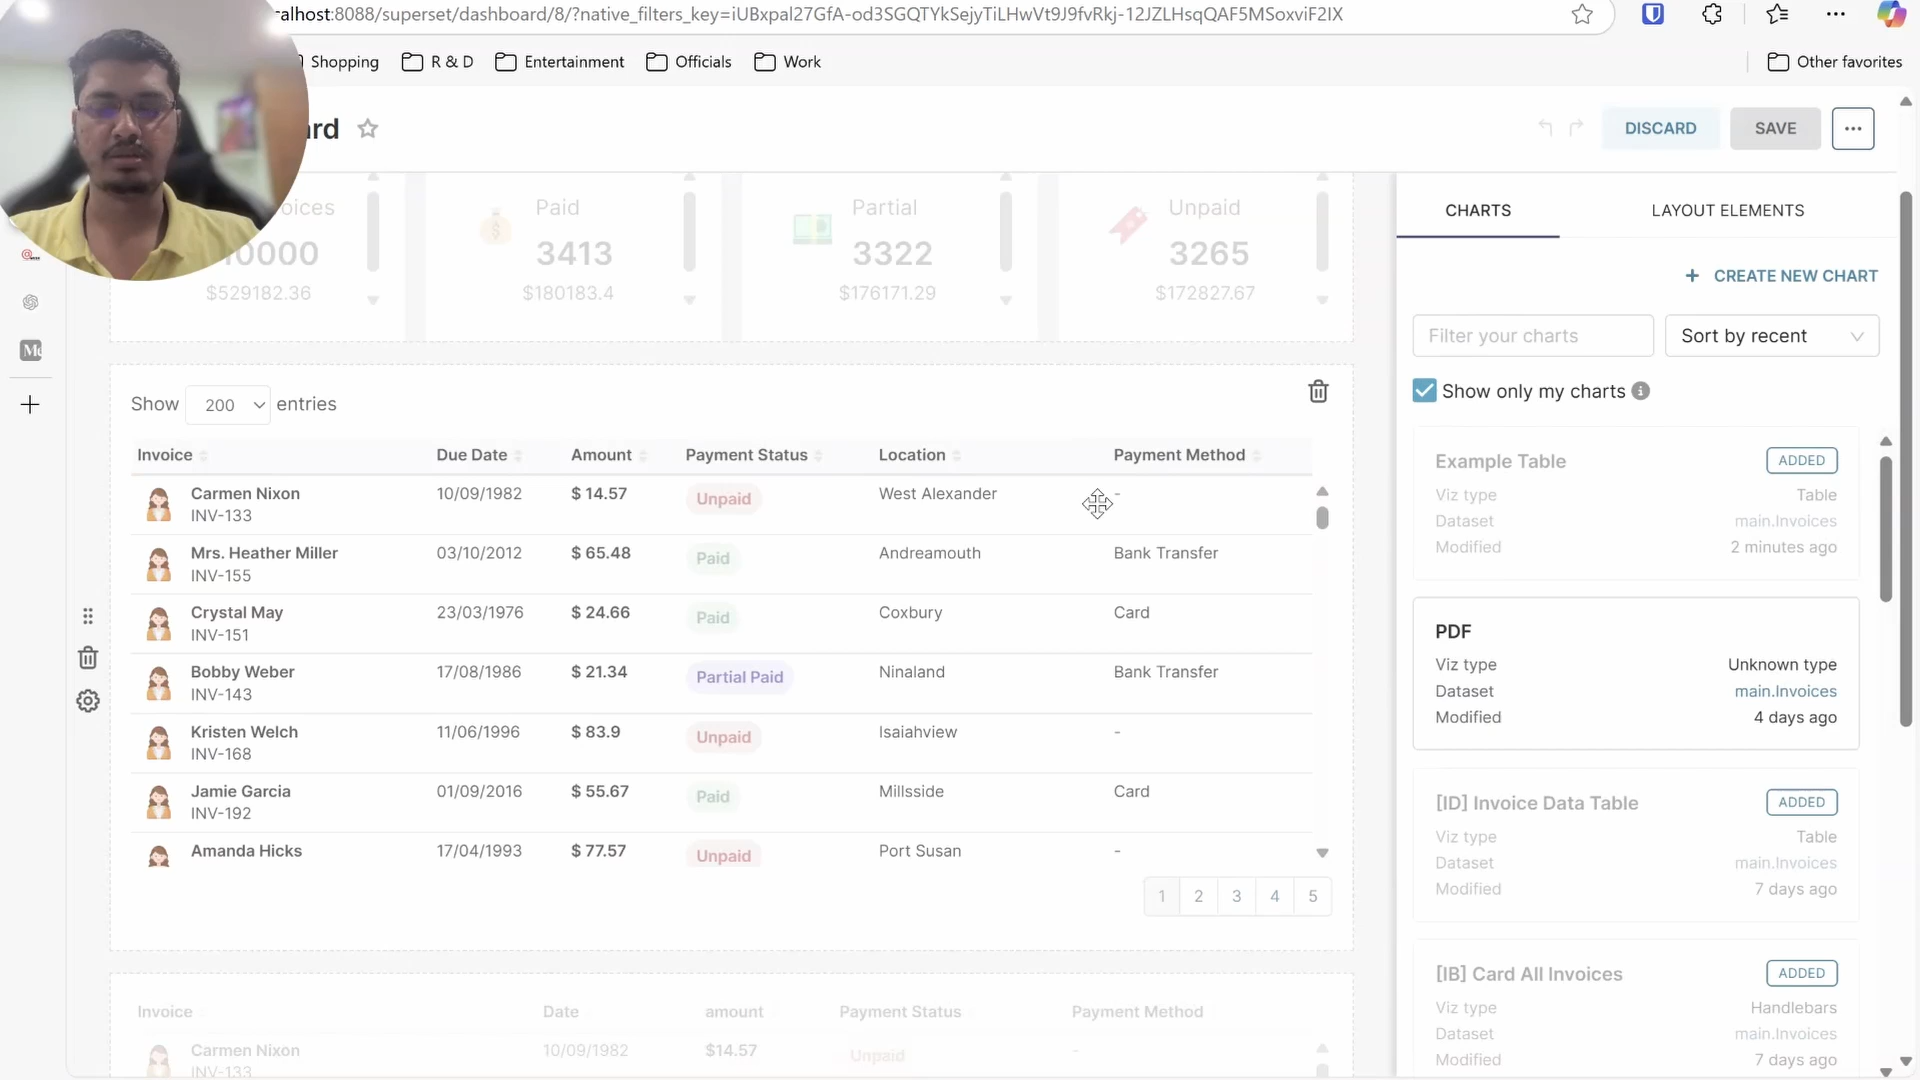 calhost:8088/superset/dashboard/8/?native_filters_key=iUBxpal27GfA-od3SGQTYkSejyTiLHwVt9J9fvRkj-12JZLHsqQAF5MSoxviF2IX
Shopping R & D Entertainment Officials Work Other favorites
ard DISCARD SAVE
oices Paid Partial Unpaid
10000 3413 3322 3265
$529182.36 $180183.4 $176171.29 $172827.67
Show 200 entries
Invoice Due Date Amount Payment Status Location Payment Method
Carmen Nixon 10/09/1982 $ 14.57 Unpaid West Alexander -
INV-133
Mrs. Heather Miller 03/10/2012 $ 65.48 Paid Andreamouth Bank Transfer
INV-155
Crystal May 23/03/1976 $ 24.66 Paid Coxbury Card
INV-151
Bobby Weber 17/08/1986 $ 21.34 Partial Paid Ninaland Bank Transfer
INV-143
Kristen Welch 11/06/1996 $ 83.9 Unpaid Isaiahview -
INV-168
Jamie Garcia 01/09/2016 $ 55.67 Paid Millsside Card
INV-192
Amanda Hicks 17/04/1993 $ 77.57 Unpaid Port Susan -
1 2 3 4 5
Invoice Date amount Payment Status Payment Method
Carmen Nixon 10/09/1982 $14.57 Unpaid -
INV-133
CHARTS LAYOUT ELEMENTS
+ CREATE NEW CHART
Filter your charts Sort by recent
Show only my charts
Example Table ADDED
Viz type Table
Dataset main.Invoices
Modified 2 minutes ago
PDF
Viz type Unknown type
Dataset main.Invoices
Modified 4 days ago
[ID] Invoice Data Table ADDED
Viz type Table
Dataset main.Invoices
Modified 7 days ago
[IB] Card All Invoices ADDED
Viz type Handlebars
Dataset main.Invoices
Modified 7 days ago